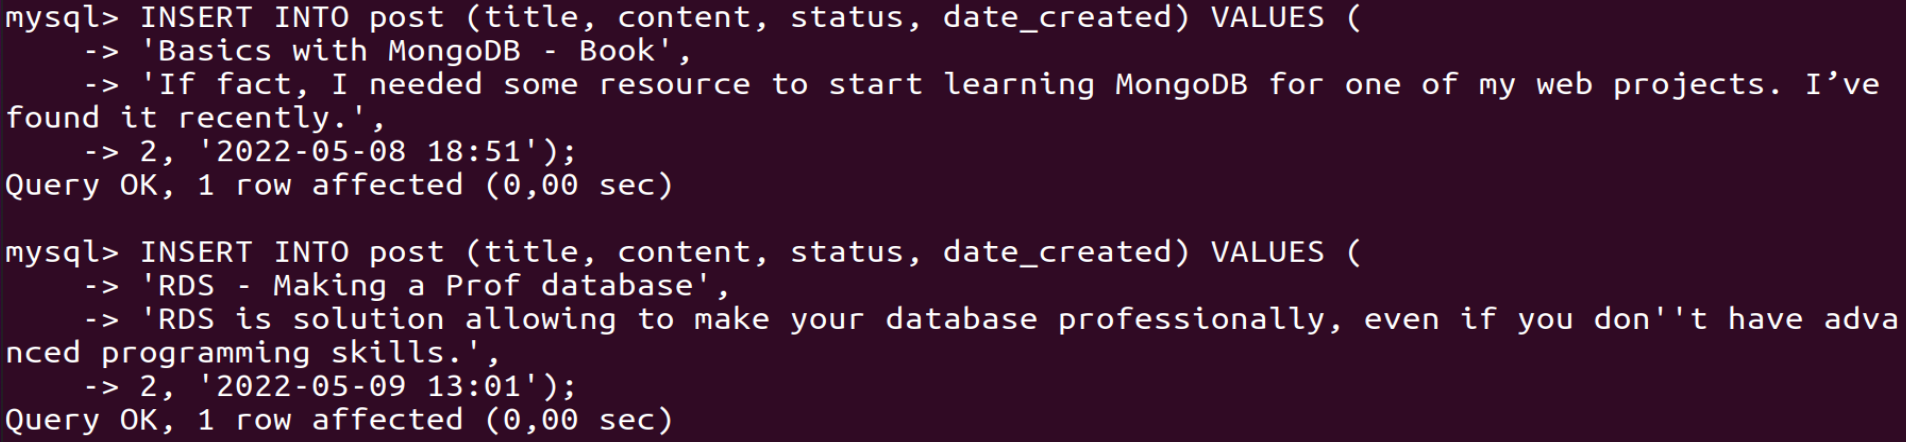 mysql> INSERT INTO post (title, content, status, date_created) VALUES (
    -> 'Basics with MongoDB - Book',
    -> 'If fact, I needed some resource to start learning MongoDB for one of my web projects. I’ve
found it recently.',
    -> 2, '2022-05-08 18:51');
Query OK, 1 row affected (0,00 sec)

mysql> INSERT INTO post (title, content, status, date_created) VALUES (
    -> 'RDS - Making a Prof database',
    -> 'RDS is solution allowing to make your database professionally, even if you don''t have adva
nced programming skills.',
    -> 2, '2022-05-09 13:01');
Query OK, 1 row affected (0,00 sec)